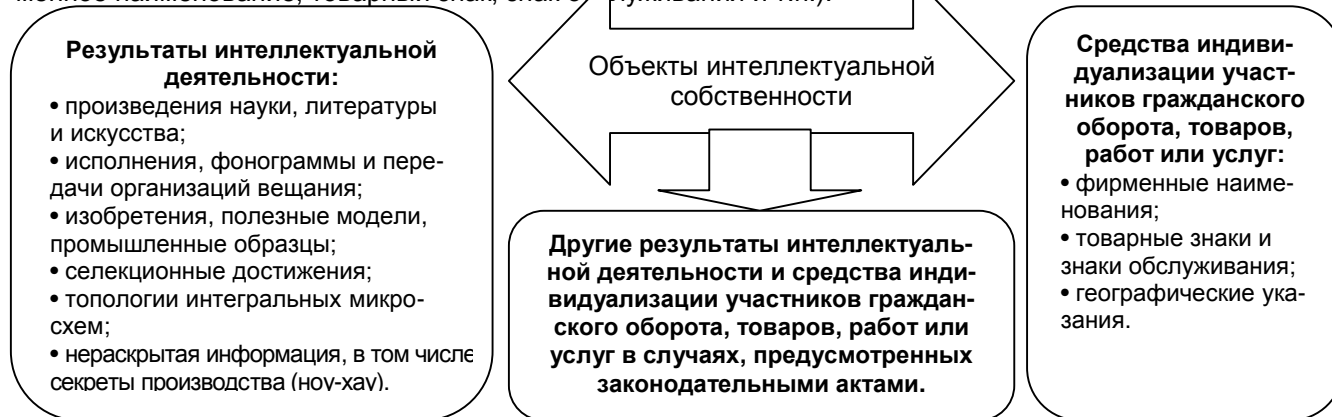 Объекты интеллектуальной
собственности
Результаты интеллектуальной
деятельности:
• произведения науки, литературы
и искусства;
• исполнения, фонограммы и пере-
дачи организаций вещания;
• изобретения, полезные модели,
промышленные образцы;
• селекционные достижения;
• топологии интегральных микро-
схем;
• нераскрытая информация, в том числе
секреты производства (ноу-хау).
Другие результаты интеллектуаль-
ной деятельности и средства инди-
видуализации участников граждан-
ского оборота, товаров, работ или
услуг в случаях, предусмотренных
законодательными актами.
Средства индиви-
дуализации участ-
ников гражданского
оборота, товаров,
работ или услуг:
• фирменные наиме-
нования;
• товарные знаки и
знаки обслуживания;
• географические ука-
зания.